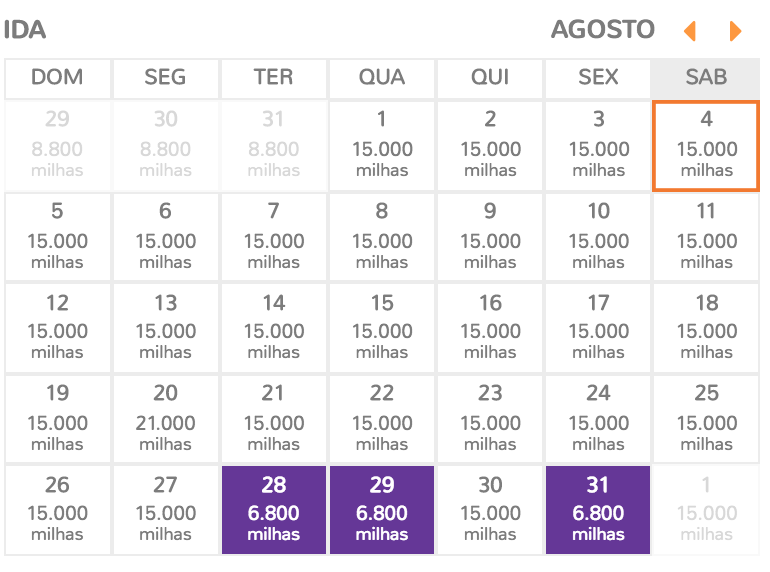 IDA AGOSTO
DOM SEG TER QUA QUI SEX SAB
29 30 31 1 2 3 4
8.800 8.800 8.800 15.000 15.000 15.000 15.000
milhas milhas milhas milhas milhas milhas milhas
5 6 7 8 9 10 11
15.000 15.000 15.000 15.000 15.000 15.000 15.000
milhas milhas milhas milhas milhas milhas milhas
12 13 14 15 16 17 18
15.000 15.000 15.000 15.000 15.000 15.000 15.000
milhas milhas milhas milhas milhas milhas milhas
19 20 21 22 23 24 25
15.000 21.000 15.000 15.000 15.000 15.000 15.000
milhas milhas milhas milhas milhas milhas milhas
26 27 28 29 30 31 1
15.000 15.000 6.800 6.800 15.000 6.800 15.000
milhas milhas milhas milhas milhas milhas milhas